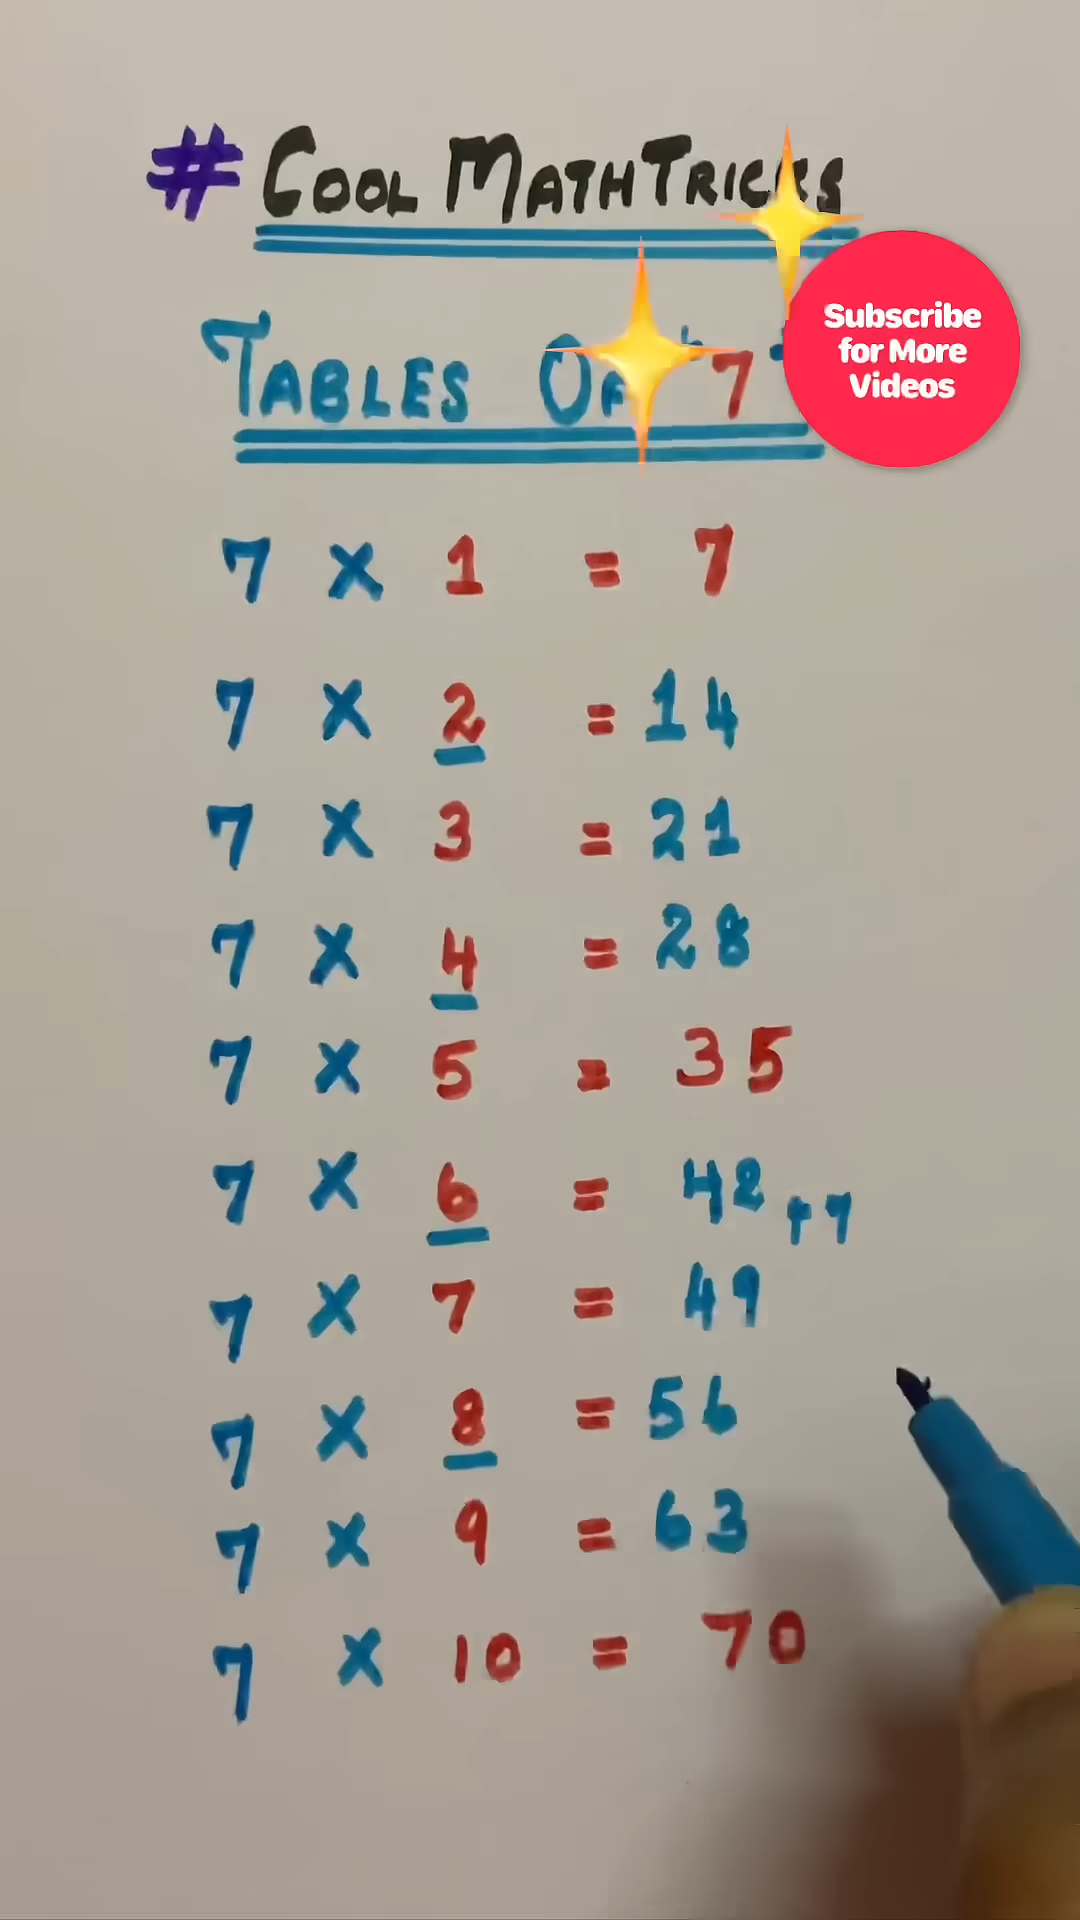 # COOL MATHTRICKS
TABLES OF "7"
Subscribe
for More
Videos
7 × 1 = 7
7 × 2 = 14
7 × 3 = 21
7 × 4 = 28
7 × 5 = 35
7 × 6 = 42 +7
7 × 7 = 49
7 × 8 = 56
7 × 9 = 63
7 × 10 = 70